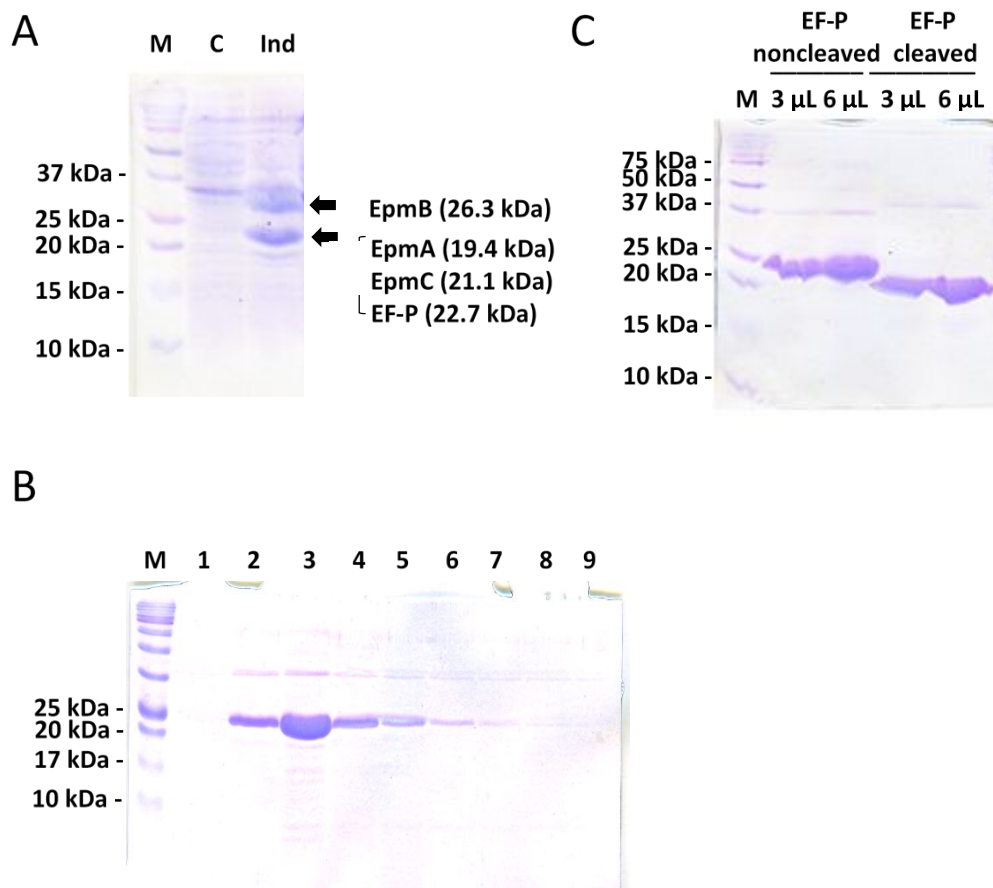 A
M C Ind
37 kDa -
25 kDa -
20 kDa -
15 kDa -
10 kDa -
EpmB (26.3 kDa)
EpmA (19.4 kDa)
EpmC (21.1 kDa)
EF-P (22.7 kDa)
C
EF-P noncleaved
EF-P cleaved
M 3 µL 6 µL 3 µL 6 µL
75 kDa -
50 kDa -
37 kDa -
25 kDa -
20 kDa -
15 kDa -
10 kDa -
B
M 1 2 3 4 5 6 7 8 9
25 kDa -
20 kDa -
17 kDa -
10 kDa -